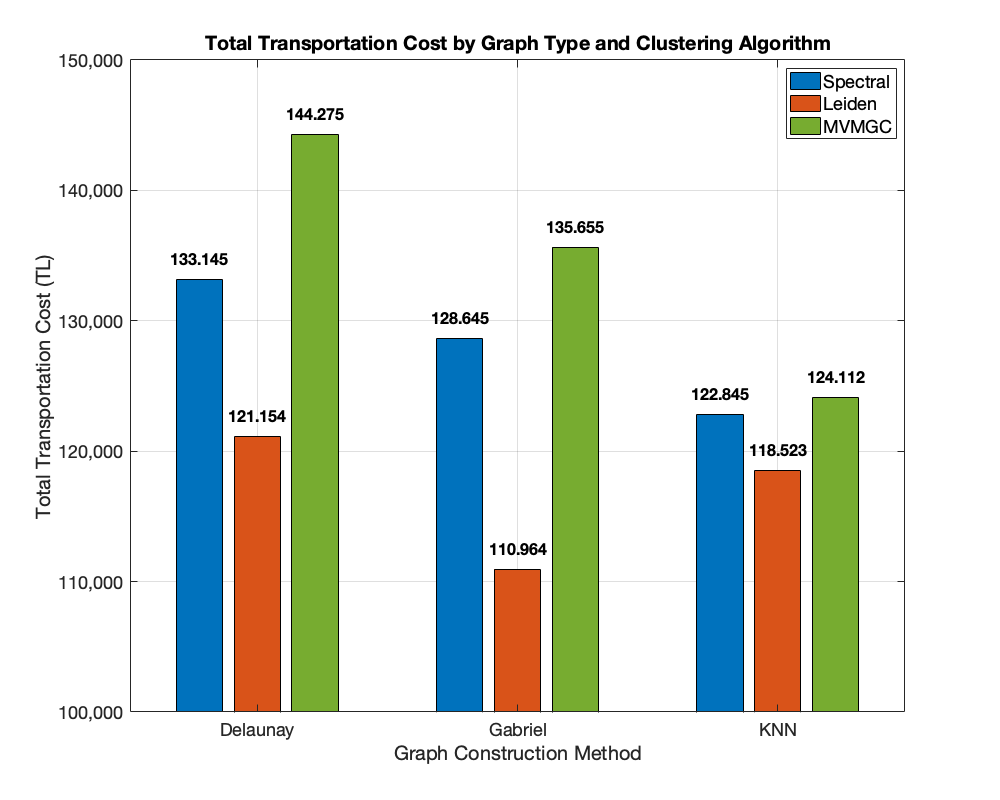 Total Transportation Cost by Graph Type and Clustering Algorithm
150,000
140,000
130,000
120,000
110,000
100,000
Total Transportation Cost (TL)
Spectral
Leiden
MVMGC
133.145
121.154
144.275
128.645
110.964
135.655
122.845
118.523
124.112
Delaunay
Gabriel
KNN
Graph Construction Method